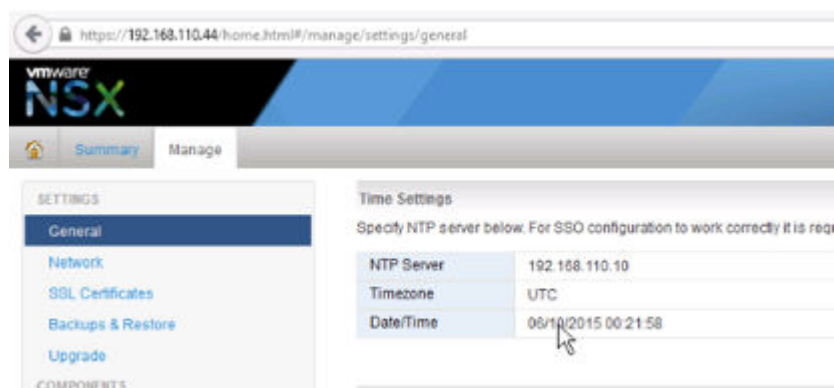 https://192.168.110.44/home.html#/manage/settings/general
vmware
NSX
Summary
Manage
SETTINGS
General
Network
SSL Certificates
Backups & Restore
Upgrade
COMPONENTS
Time Settings
Specify NTP server below. For SSO configuration to work correctly it is requ
NTP Server 192.168.110.10
Timezone UTC
Date/Time 06/10/2015 00:21:58